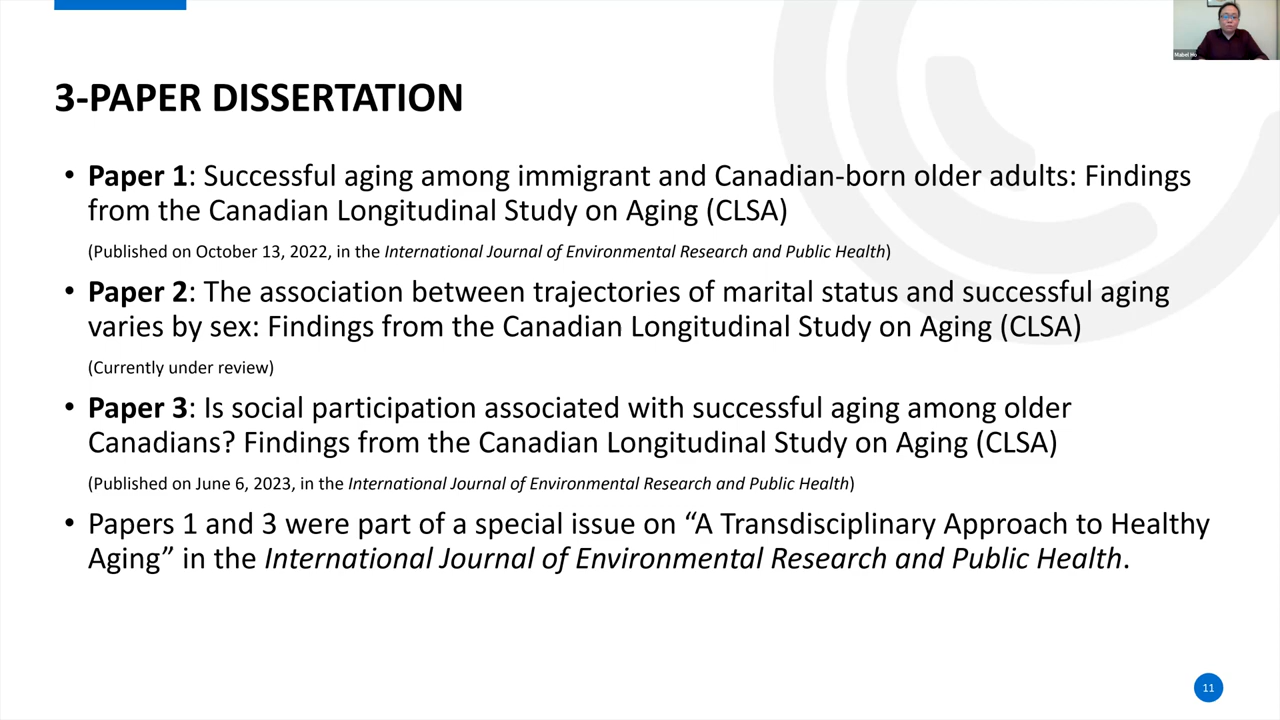 Mabel Ho
3-PAPER DISSERTATION
• Paper 1: Successful aging among immigrant and Canadian-born older adults: Findings
from the Canadian Longitudinal Study on Aging (CLSA)
(Published on October 13, 2022, in the International Journal of Environmental Research and Public Health)
• Paper 2: The association between trajectories of marital status and successful aging
varies by sex: Findings from the Canadian Longitudinal Study on Aging (CLSA)
(Currently under review)
• Paper 3: Is social participation associated with successful aging among older
Canadians? Findings from the Canadian Longitudinal Study on Aging (CLSA)
(Published on June 6, 2023, in the International Journal of Environmental Research and Public Health)
• Papers 1 and 3 were part of a special issue on “A Transdisciplinary Approach to Healthy
Aging” in the International Journal of Environmental Research and Public Health.
11